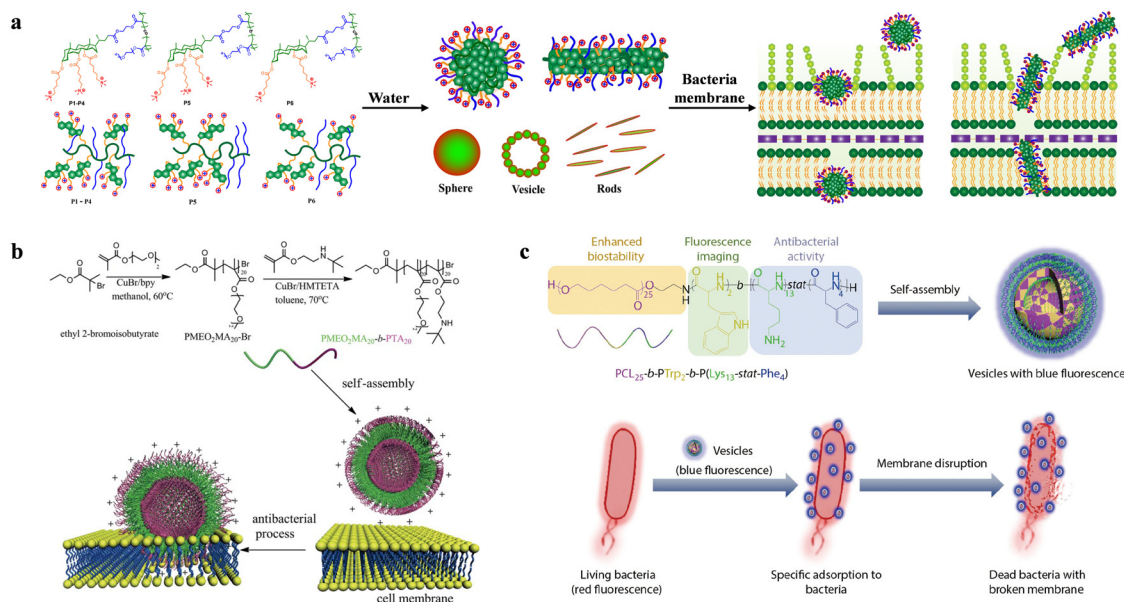 a
P1-P4
P5
P6
P1 - P4
P5
P6
Water
Sphere
Vesicle
Rods
Bacteria
membrane
b
CuBr/bpy
methanol, 60℃
ethyl 2-bromoisobutyrate
PMEO₂MA₂₀-Br
CuBr/HMTETA
toluene, 70℃
PMEO₂MA₂₀-b-PTA₂₀
self-assembly
antibacterial
process
cell membrane
c
Enhanced
biostability
Fluorescence
imaging
Antibacterial
activity
PCL₂₅-b-PTrp₂-b-P(Lys₁₃-stat-Phe₄)
Self-assembly
Vesicles with blue fluorescence
Vesicles
(blue fluorescence)
Membrane disruption
Living bacteria
(red fluorescence)
Specific adsorption to
bacteria
Dead bacteria with
broken membrane